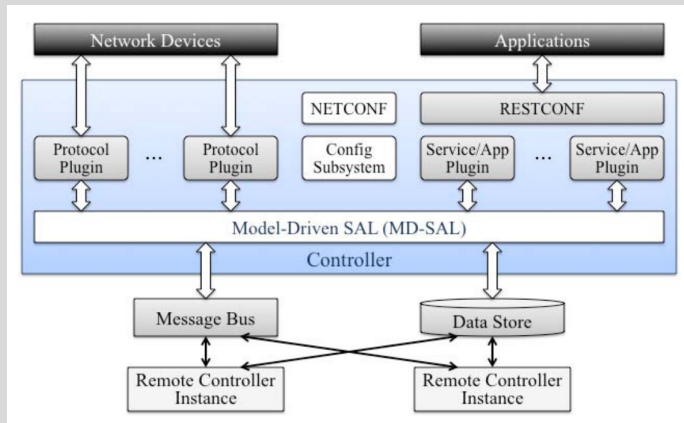 Network Devices
Applications
NETCONF
RESTCONF
Protocol
Plugin
...
Protocol
Plugin
Config
Subsystem
Service/App
Plugin
...
Service/App
Plugin
Model-Driven SAL (MD-SAL)
Controller
Message Bus
Data Store
Remote Controller
Instance
Remote Controller
Instance